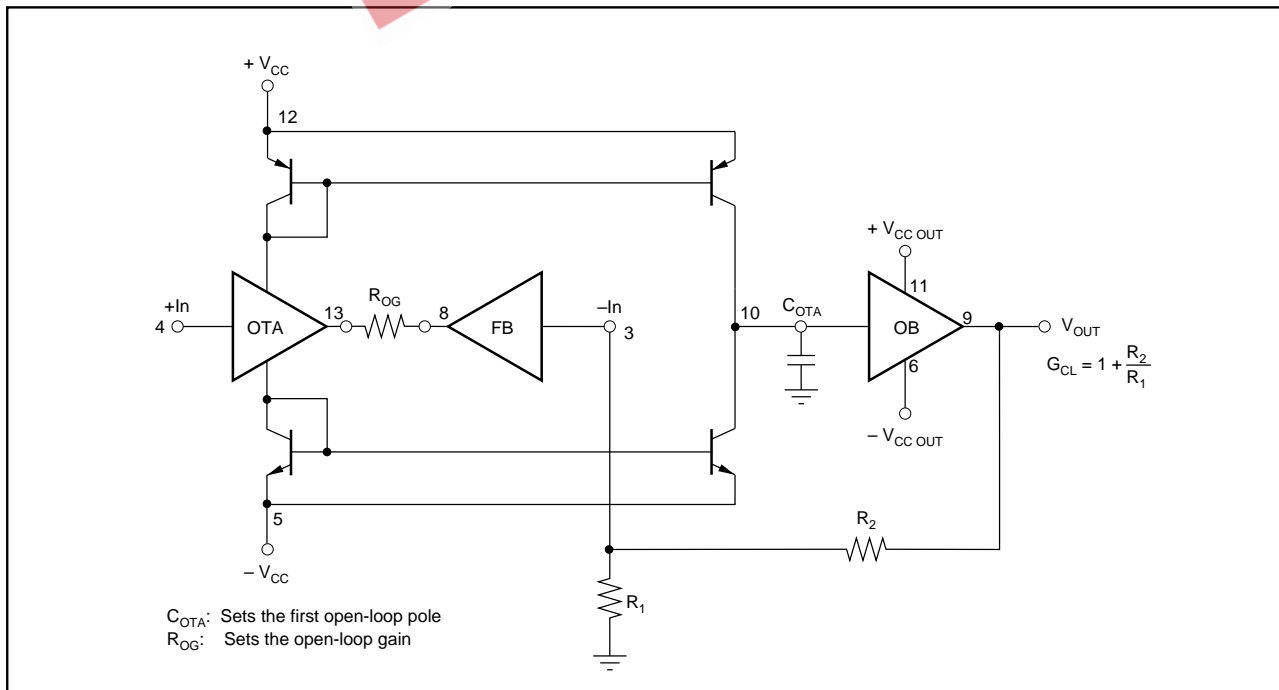 + V_CC
12
+In
4
OTA
13
R_OG
8
FB
–In
3
10
C_OTA
+ V_CC OUT
11
OB
9
6
– V_CC OUT
V_OUT
G_CL = 1 + R_2/R_1
5
– V_CC
R_2
R_1
C_OTA: Sets the first open-loop pole
R_OG: Sets the open-loop gain